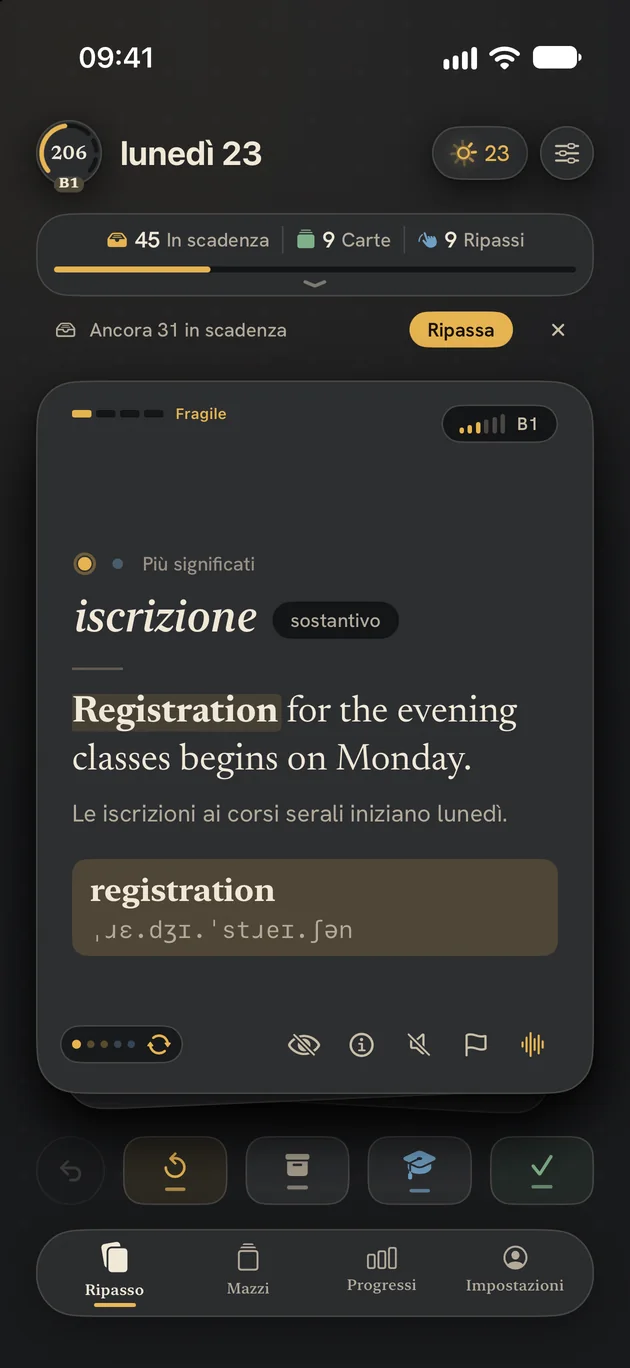 09:41
206
B1
lunedì 23
23
45 In scadenza
9 Carte
9 Ripassi
Ancora 31 in scadenza
Ripassa
Fragile
B1
Più significati
iscrizione
sostantivo
Registration for the evening
classes begins on Monday.
Le iscrizioni ai corsi serali iniziano lunedì.
registration
ˌɹɛ.dʒɪ.ˈstɹeɪ.ʃən
Ripasso
Mazzi
Progressi
Impostazioni